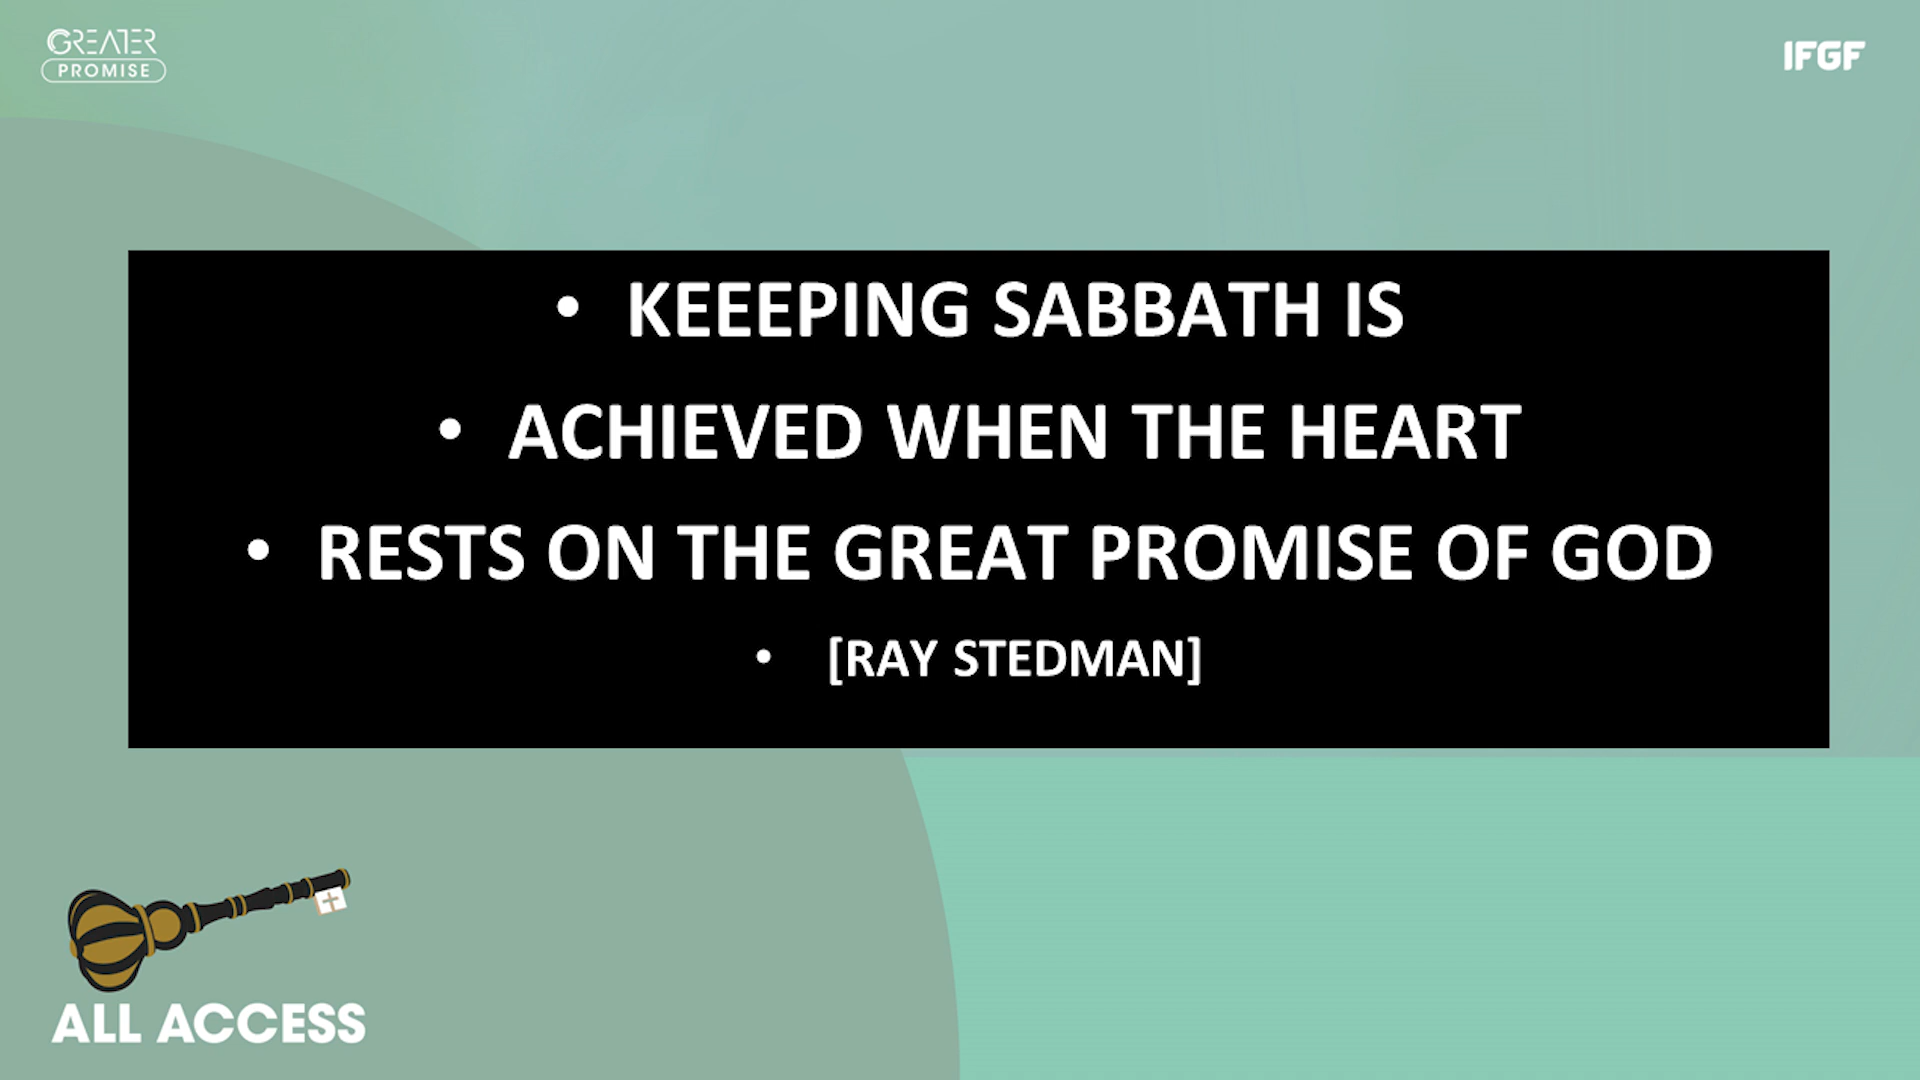 GREATER
PROMISE
IFGF
• KEEEPING SABBATH IS
• ACHIEVED WHEN THE HEART
• RESTS ON THE GREAT PROMISE OF GOD
• [RAY STEDMAN]
ALL ACCESS